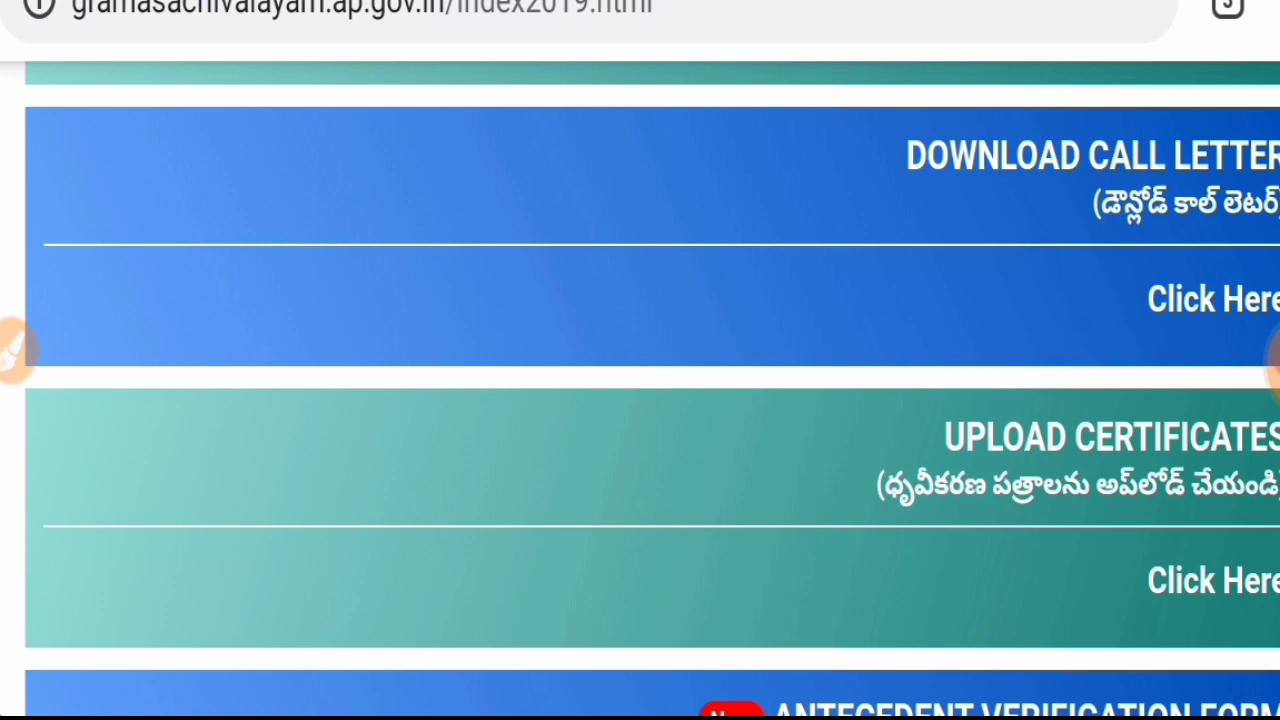 gramasachivalayam.ap.gov.in/index2019.html
DOWNLOAD CALL LETTER
(డౌన్లోడ్ కాల్ లెటర్)
Click Here
UPLOAD CERTIFICATES
(ధృవీకరణ పత్రాలను అప్‌లోడ్ చేయండి)
Click Here
ANTECEDENT VERIFICATION FORM